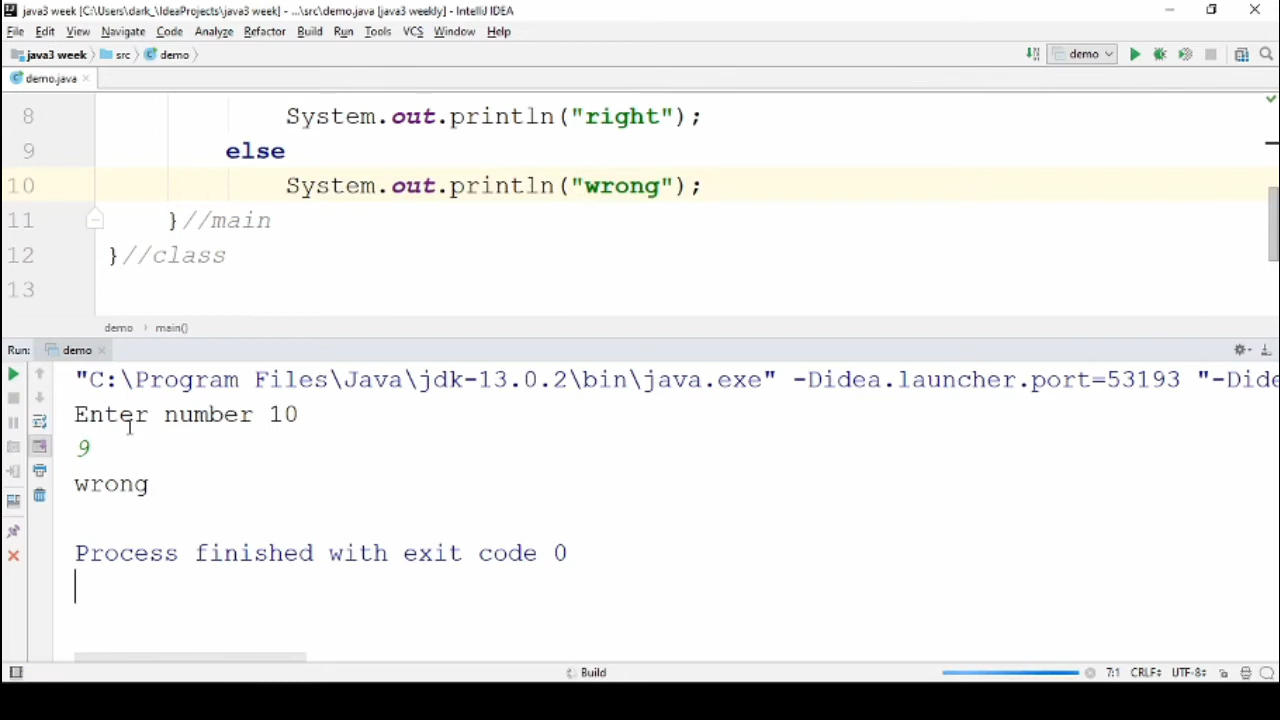 java3 week [C:\Users\dark_\IdeaProjects\java3 week] - ...\src\demo.java [java3 weekly] - IntelliJ IDEA
File Edit View Navigate Code Analyze Refactor Build Run Tools VCS Window Help
java3 week src demo demo
demo.java
8 System.out.println("right");
9 else
10 System.out.println("wrong");
11 }//main
12 }//class
13
demo main()
Run: demo
"C:\Program Files\Java\jdk-13.0.2\bin\java.exe" -Didea.launcher.port=53193 "-Dide
Enter number 10
9
wrong
Process finished with exit code 0
Build 7:1 CRLF UTF-8